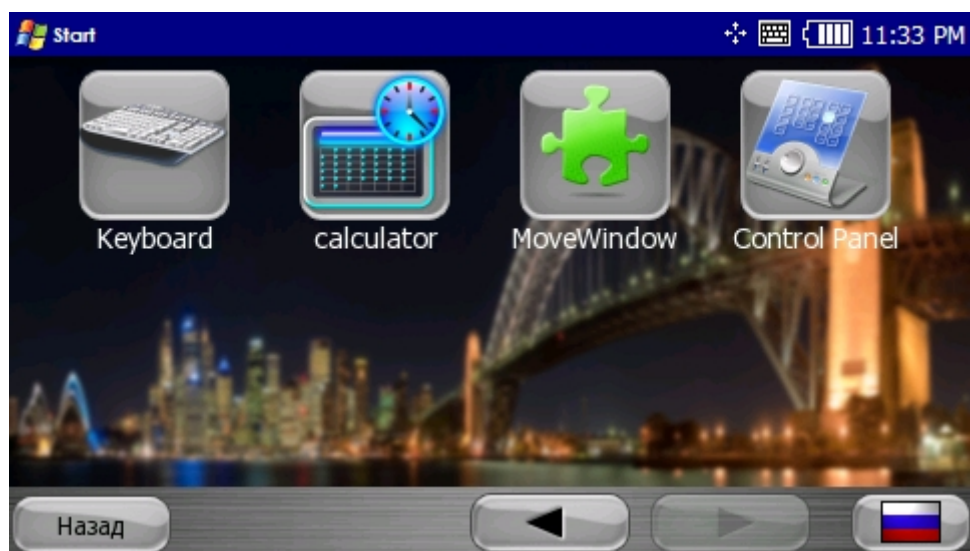 Start 11:33 PM
Keyboard calculator MoveWindow Control Panel
Назад